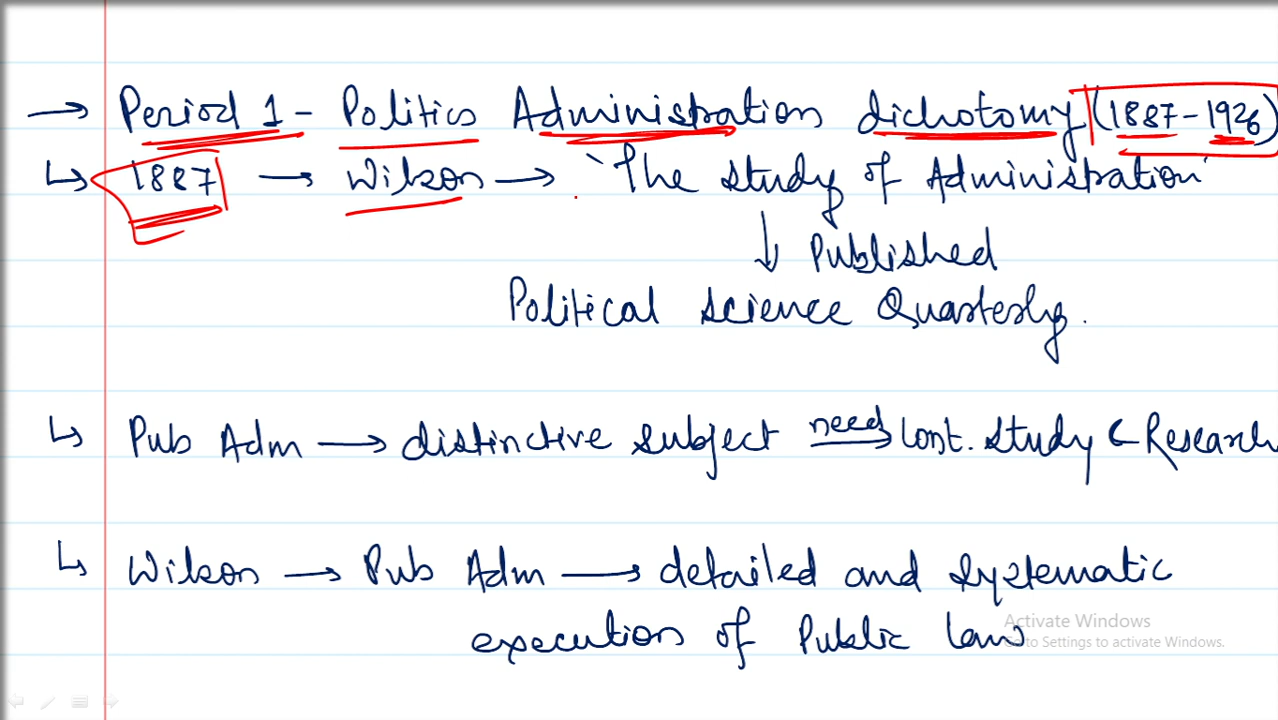 → Period 1 - Politics Administration dichotomy (1887-1926)
↳ 1887 → Wilson → 'The study of Administration'
↓ Published
Political Science Quarterly.
↳ Pub Adm → distinctive subject need → Cont. study & Research
↳ Wilson → Pub Adm → detailed and systematic
execution of Public law
Activate Windows
Go to Settings to activate Windows.